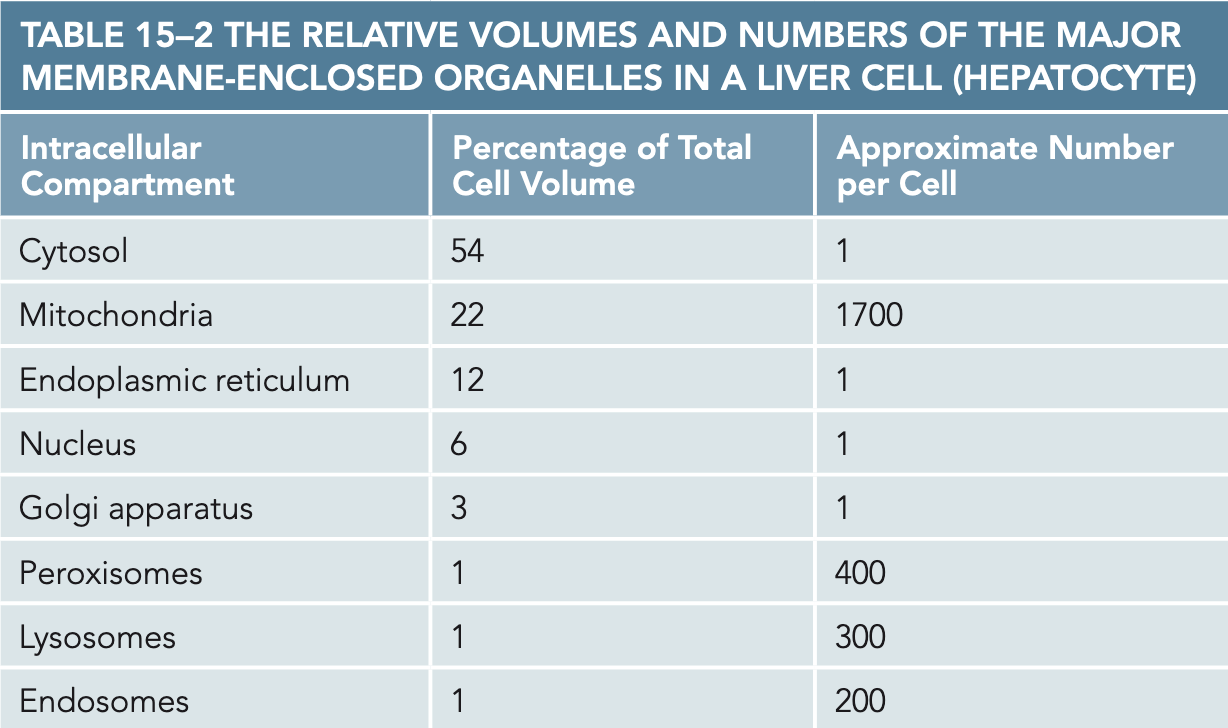 TABLE 15–2 THE RELATIVE VOLUMES AND NUMBERS OF THE MAJOR
MEMBRANE-ENCLOSED ORGANELLES IN A LIVER CELL (HEPATOCYTE)
Intracellular Compartment Percentage of Total Cell Volume Approximate Number per Cell
Cytosol 54 1
Mitochondria 22 1700
Endoplasmic reticulum 12 1
Nucleus 6 1
Golgi apparatus 3 1
Peroxisomes 1 400
Lysosomes 1 300
Endosomes 1 200